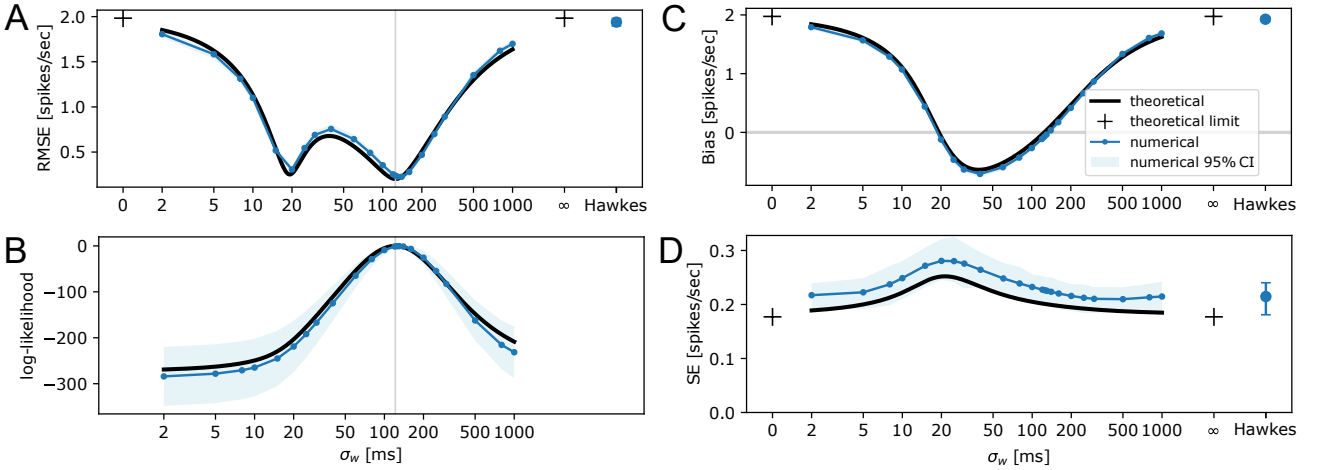 A
RMSE [spikes/sec]
2.0
1.5
1.0
0.5
0 2 5 10 20 50 100 200 500 1000 ∞ Hawkes
B
log-likelihood
0
−100
−200
−300
2 5 10 20 50 100 200 500 1000
σw [ms]
C
Bias [spikes/sec]
2
1
0
theoretical
theoretical limit
numerical
numerical 95% CI
0 2 5 10 20 50 100 200 500 1000 ∞ Hawkes
D
SE [spikes/sec]
0.3
0.2
0.1
0.0
0 2 5 10 20 50 100 200 500 1000 ∞ Hawkes
σw [ms]